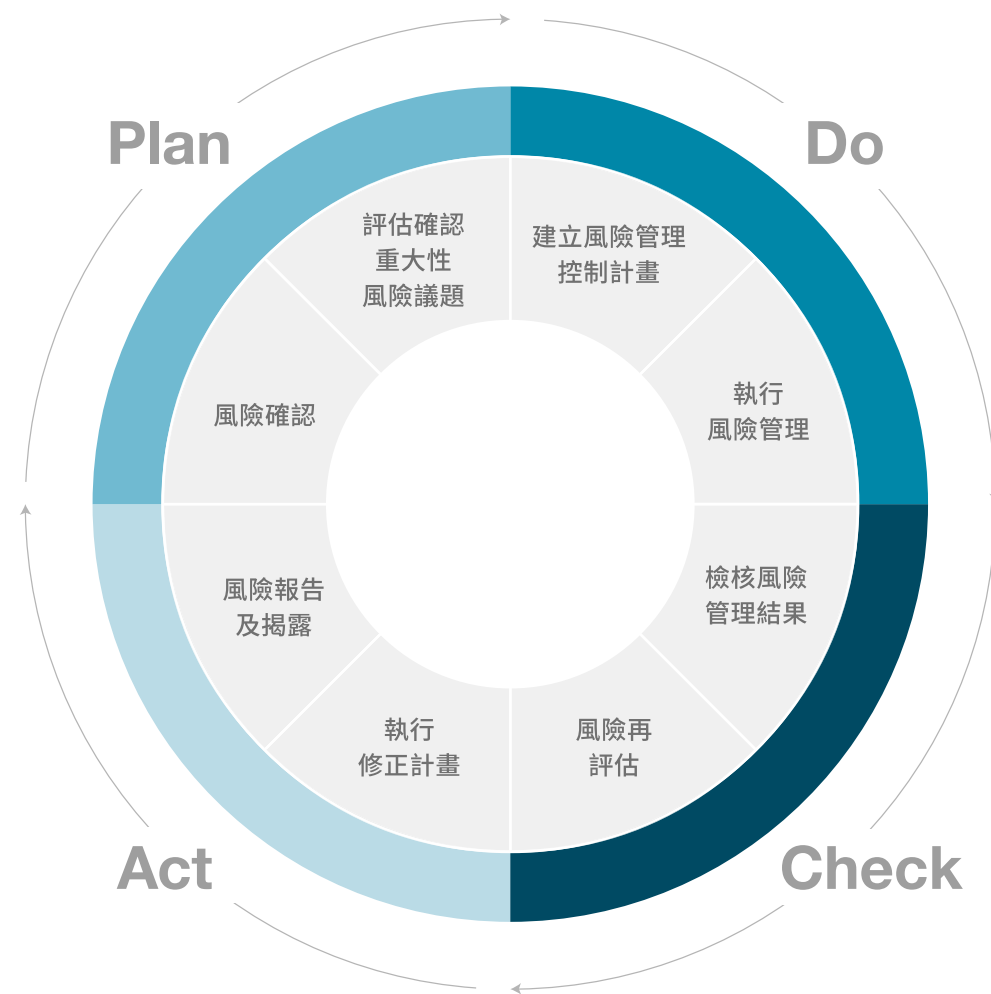 Plan
Do
評估確認
重大性
風險議題
建立風險管理
控制計畫
風險確認
執行
風險管理
風險報告
及揭露
檢核風險
管理結果
執行
修正計畫
風險再
評估
Act
Check